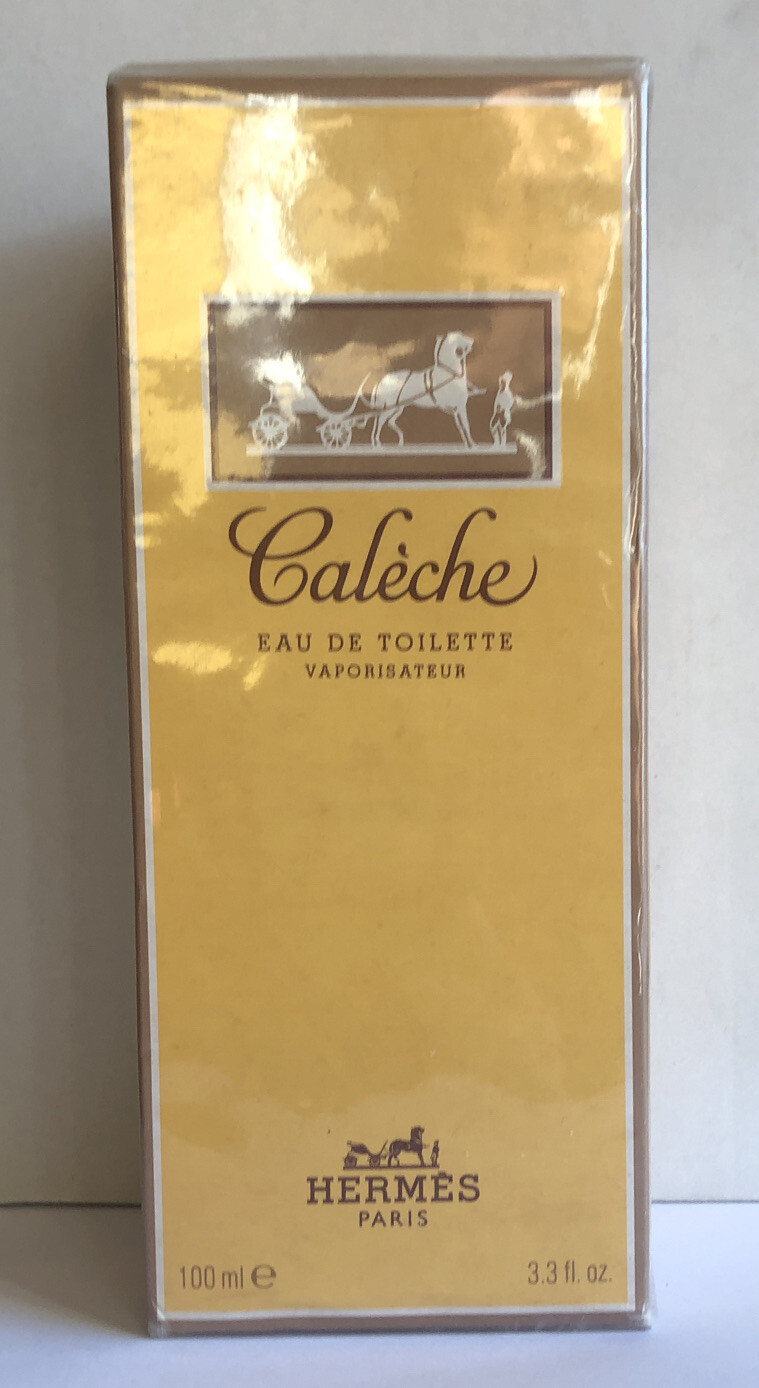 Calèche
EAU DE TOILETTE
VAPORISATEUR
HERMÈS
PARIS
100 ml ℮
3.3 fl. oz.